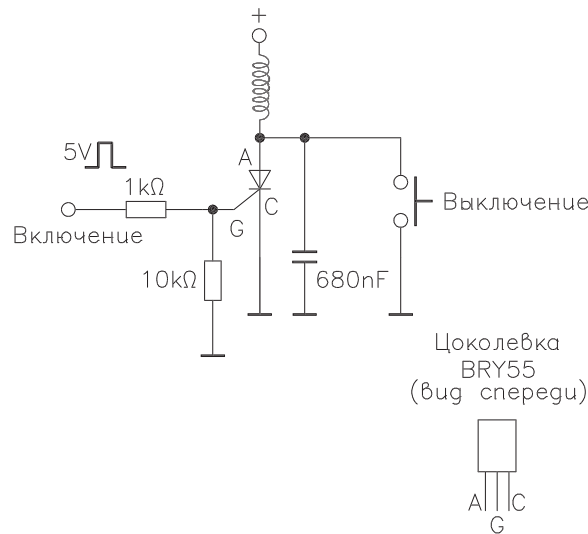 +
5V
A
1kΩ
C
Выключение
G
Включение
10kΩ
680nF
Цоколевка
BRY55
(вид спереди)
A
C
G